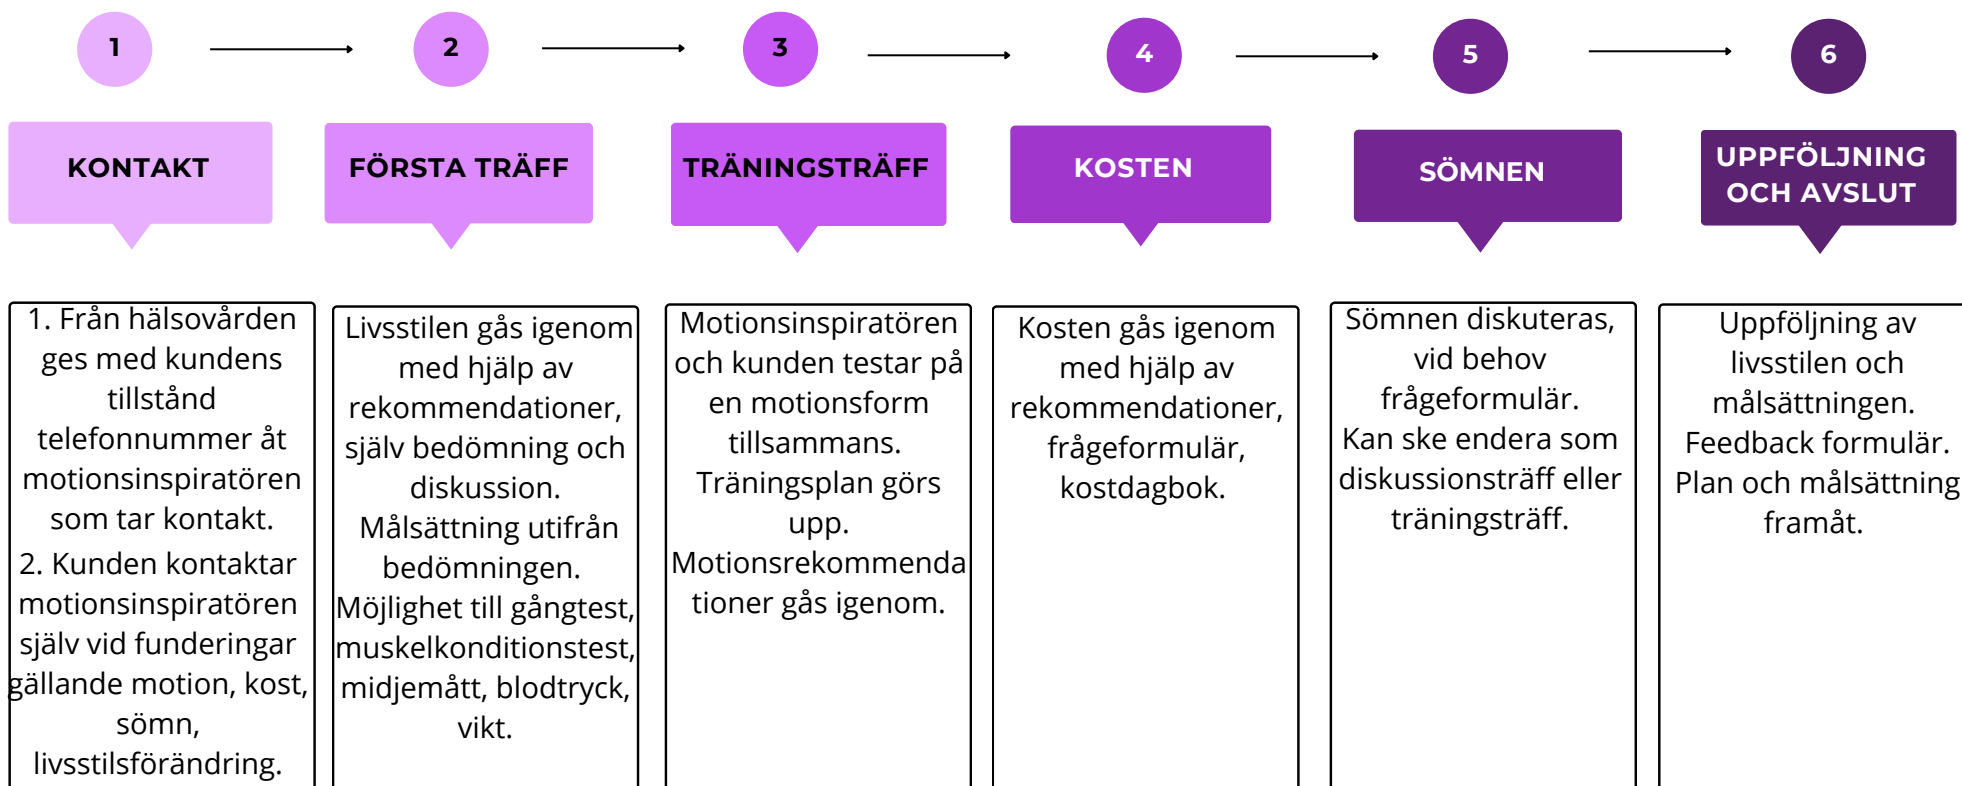 1
2
3
4
5
6
KONTAKT
FÖRSTA TRÄFF
TRÄNINGSTRÄFF
KOSTEN
SÖMNEN
UPPFÖLJNING
OCH AVSLUT
1. Från hälsovården
ges med kundens
tillstånd
telefonnummer åt
motionsinspiratören
som tar kontakt.
2. Kunden kontaktar
motionsinspiratören
själv vid funderingar
gällande motion, kost,
sömn,
livsstilsförändring.
Livsstilen gås igenom
med hjälp av
rekommendationer,
själv bedömning och
diskussion.
Målsättning utifrån
bedömningen.
Möjlighet till gångtest,
muskelkonditionstest,
midjemått, blodtryck,
vikt.
Motionsinspiratören
och kunden testar på
en motionsform
tillsammans.
Träningsplan görs
upp.
Motionsrekommenda
tioner gås igenom.
Kosten gås igenom
med hjälp av
rekommendationer,
frågeformulär,
kostdagbok.
Sömnen diskuteras,
vid behov
frågeformulär.
Kan ske endera som
diskussionsträff eller
träningsträff.
Uppföljning av
livsstilen och
målsättningen.
Feedback formulär.
Plan och målsättning
framåt.